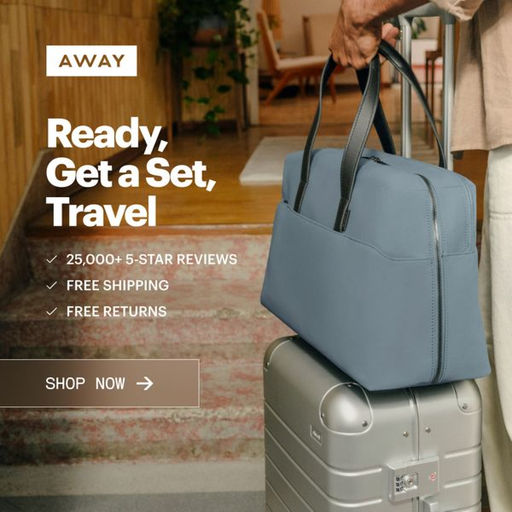 AWAY
Ready,
Get a Set,
Travel
✓ 25,000+ 5-STAR REVIEWS
✓ FREE SHIPPING
✓ FREE RETURNS
SHOP NOW →